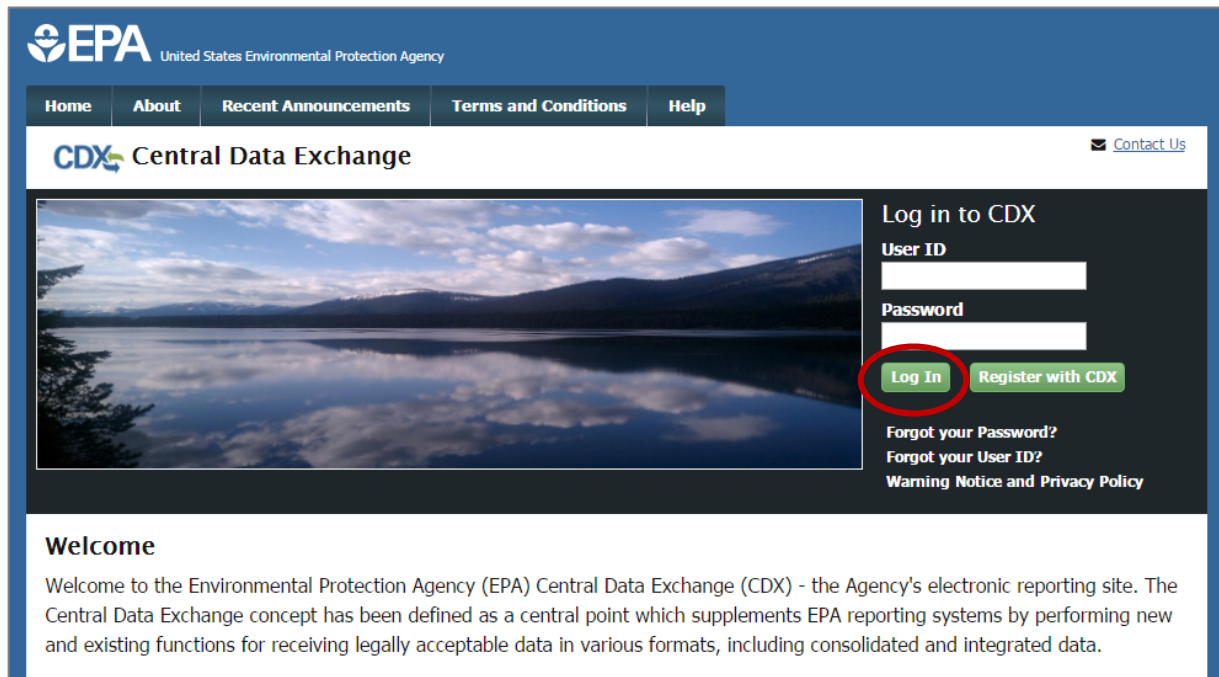 EPA United States Environmental Protection Agency
Home About Recent Announcements Terms and Conditions Help
CDX Central Data Exchange
Contact Us
Log in to CDX
User ID
Password
Log In Register with CDX
Forgot your Password?
Forgot your User ID?
Warning Notice and Privacy Policy
Welcome
Welcome to the Environmental Protection Agency (EPA) Central Data Exchange (CDX) - the Agency's electronic reporting site. The
Central Data Exchange concept has been defined as a central point which supplements EPA reporting systems by performing new
and existing functions for receiving legally acceptable data in various formats, including consolidated and integrated data.